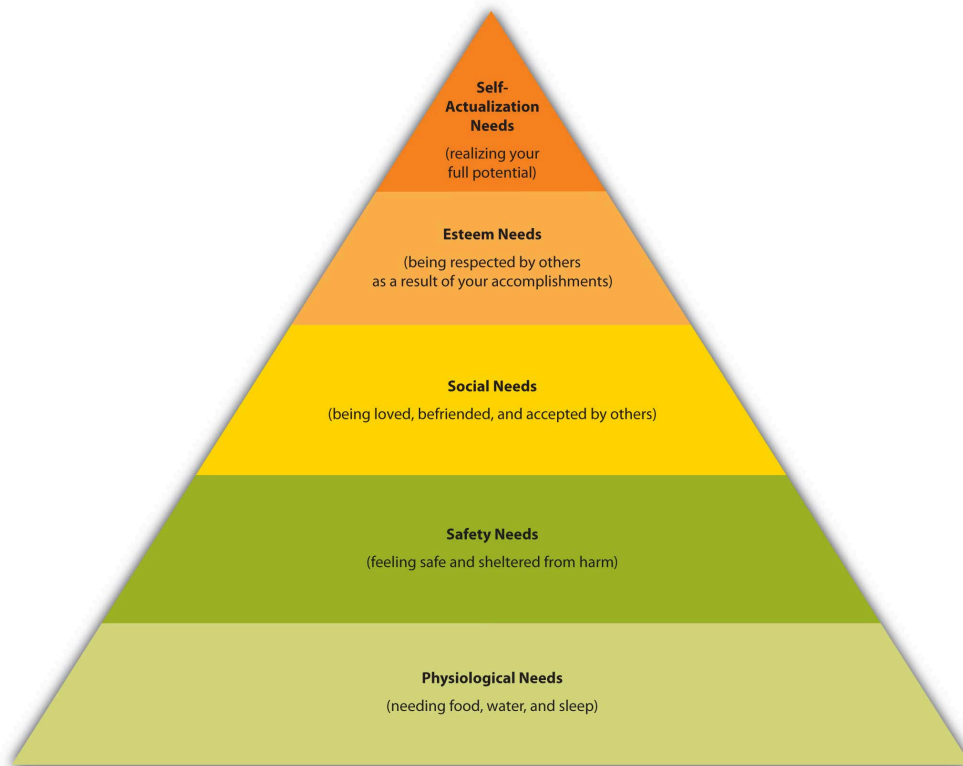 Self-
Actualization
Needs
(realizing your
full potential)
Esteem Needs
(being respected by others
as a result of your accomplishments)
Social Needs
(being loved, befriended, and accepted by others)
Safety Needs
(feeling safe and sheltered from harm)
Physiological Needs
(needing food, water, and sleep)